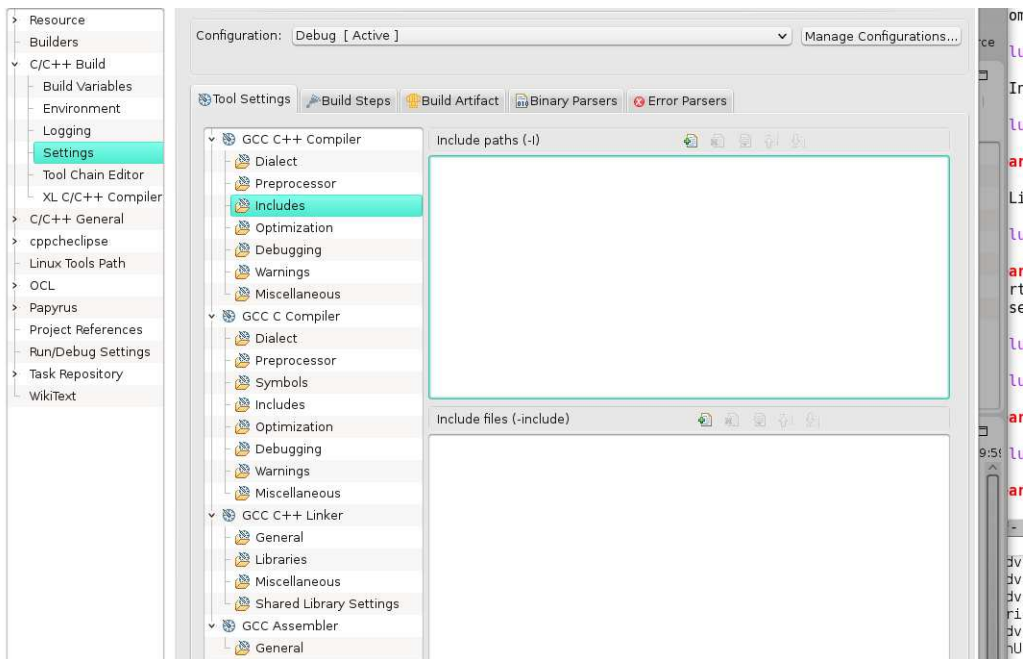 Resource
Builders
C/C++ Build
Build Variables
Environment
Logging
Settings
Tool Chain Editor
XL C/C++ Compiler
C/C++ General
cppcheclipse
Linux Tools Path
OCL
Papyrus
Project References
Run/Debug Settings
Task Repository
WikiText
Configuration: Debug [ Active ] Manage Configurations...
Tool Settings Build Steps Build Artifact Binary Parsers Error Parsers
GCC C++ Compiler
Dialect
Preprocessor
Includes
Optimization
Debugging
Warnings
Miscellaneous
GCC C Compiler
Dialect
Preprocessor
Symbols
Includes
Optimization
Debugging
Warnings
Miscellaneous
GCC C++ Linker
General
Libraries
Miscellaneous
Shared Library Settings
GCC Assembler
General
Include paths (-I)
Include files (-include)